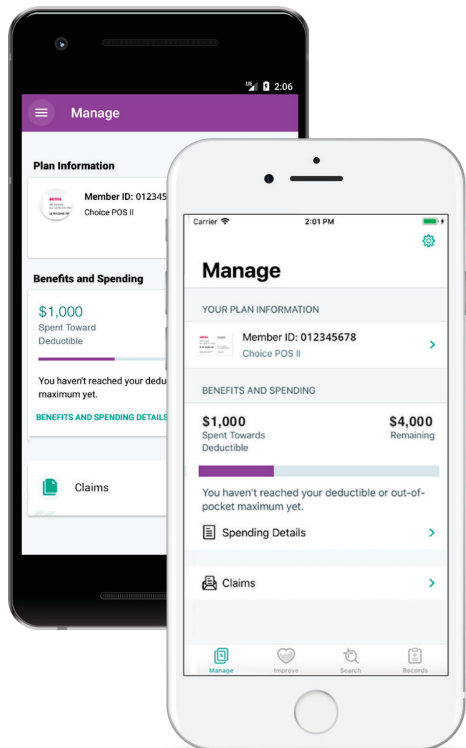 2:06
Manage
Plan Information
Member ID: 012345
Choice POS II
Benefits and Spending
$1,000
Spent Toward
Deductible
You haven't reached your dedu
maximum yet.
BENEFITS AND SPENDING DETAILS
Claims
Carrier 2:01 PM
Manage
YOUR PLAN INFORMATION
Member ID: 012345678
Choice POS II
BENEFITS AND SPENDING
$1,000 $4,000
Spent Towards Remaining
Deductible
You haven't reached your deductible or out-of-
pocket maximum yet.
Spending Details
Claims
Manage Improve Search Records